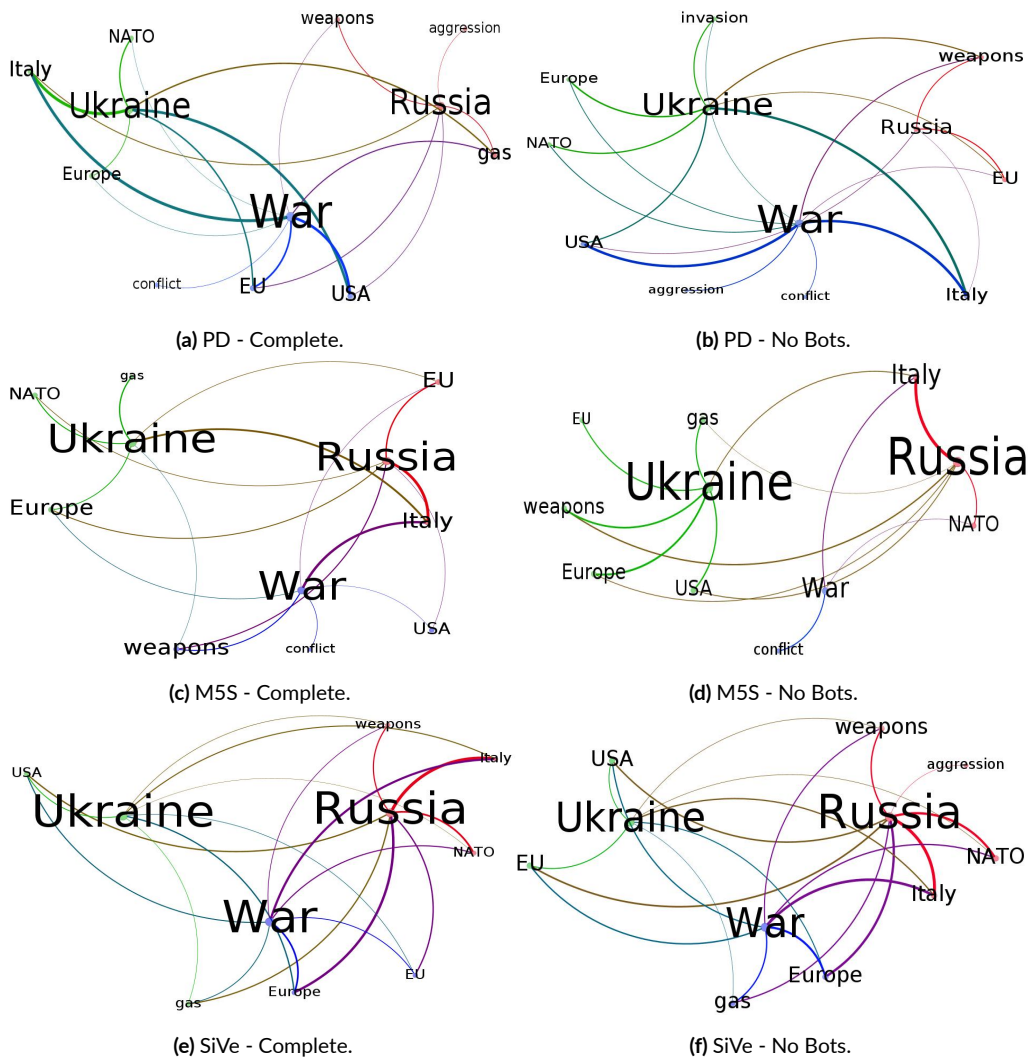 weapons
aggression
NATO
Italy
Ukraine
Russia
gas
Europe
War
conflict
EU
USA
(a) PD - Complete.
invasion
weapons
Europe
Ukraine
Russia
NATO
EU
War
USA
aggression
conflict
Italy
(b) PD - No Bots.
gas
EU
NATO
Ukraine
Russia
Europe
Italy
War
USA
weapons
conflict
(c) M5S - Complete.
Italy
EU
gas
Russia
Ukraine
weapons
NATO
Europe
USA
War
conflict
(d) M5S - No Bots.
weapons
Italy
USA
Ukraine
Russia
NATO
War
EU
Europe
gas
(e) SiVe - Complete.
weapons
USA
aggression
Ukraine
Russia
EU
NATO
Italy
War
Europe
gas
(f) SiVe - No Bots.